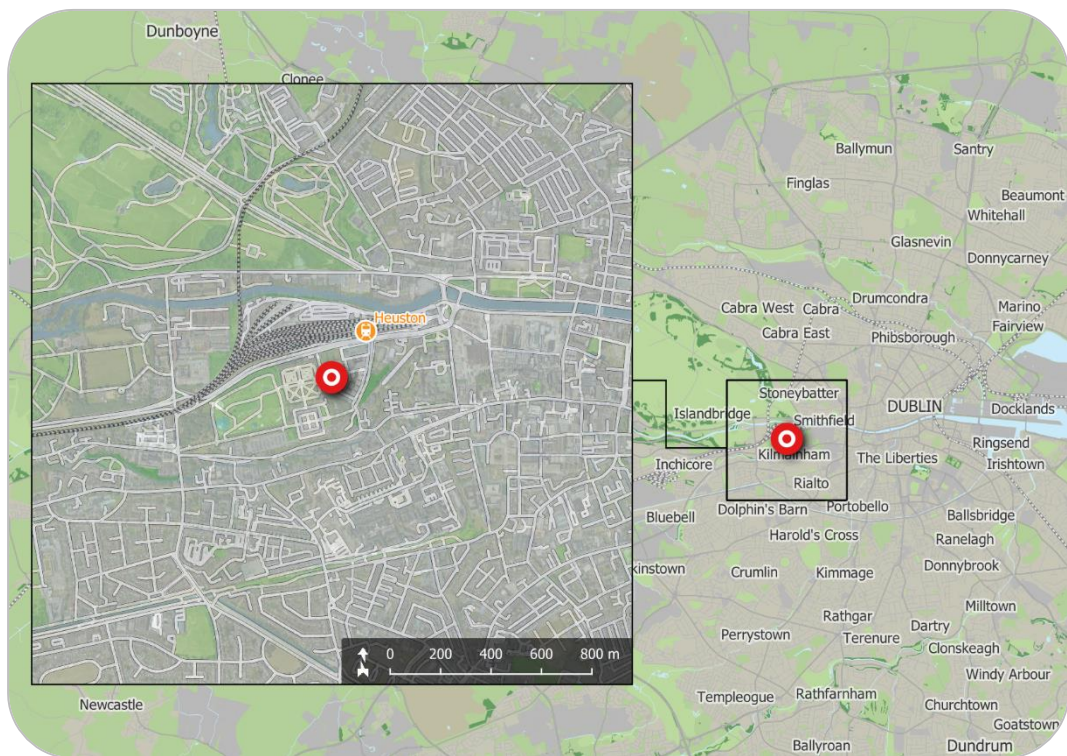 Dunboyne
Clonee
Ballymun
Santry
Finglas
Beaumont
Whitehall
Glasnevin
Donnycarney
Drumcondra
Marino
Cabra West
Cabra
Fairview
Cabra East
Phibsborough
Heuston
Stoneybatter
Islandbridge
Smithfield
DUBLIN
Docklands
Ringsend
Kilmainham
The Liberties
Inchicore
Irishtown
Rialto
Bluebell
Dolphin's Barn
Portobello
Ballsbridge
Harold's Cross
Ranelagh
kinstown
Crumlin
Kimmage
Donnybrook
Milltown
Rathgar
Dartry
Perrystown
Terenure
Clonskeagh
0 200 400 600 800 m
Windy Arbour
Newcastle
Templeogue
Rathfarnham
Churchtown
Goatstown
Ballyroan
Dundrum